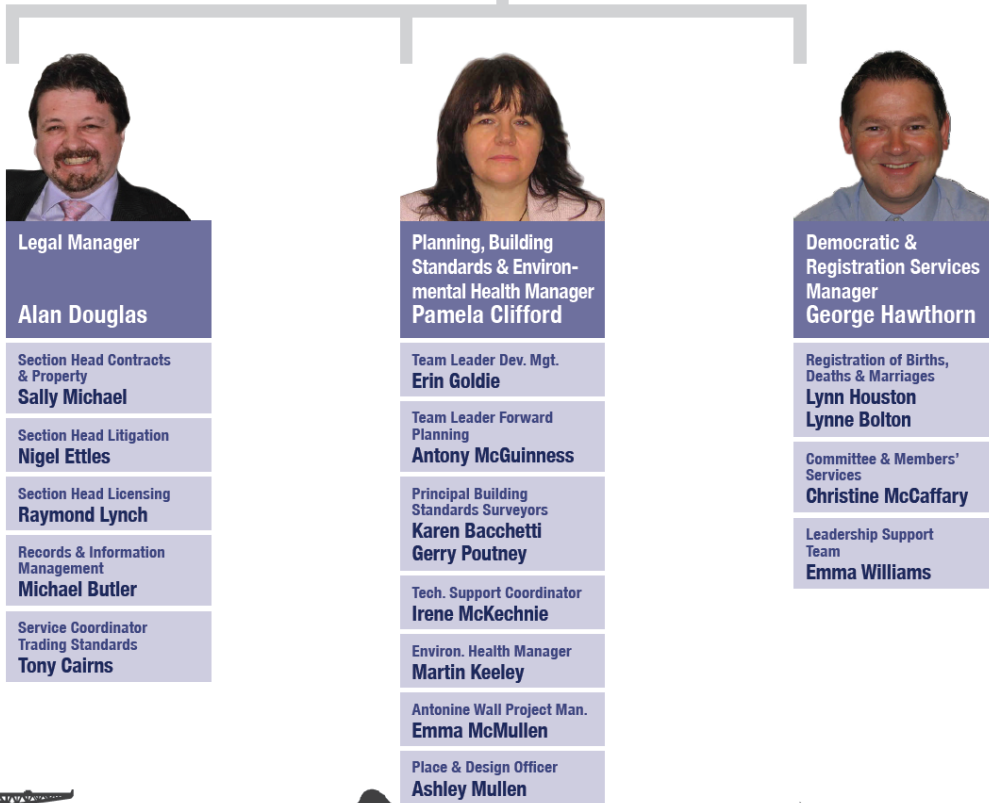 Legal Manager
Alan Douglas
Section Head Contracts
& Property
Sally Michael
Section Head Litigation
Nigel Ettles
Section Head Licensing
Raymond Lynch
Records & Information
Management
Michael Butler
Service Coordinator
Trading Standards
Tony Cairns
Planning, Building
Standards & Environ-
mental Health Manager
Pamela Clifford
Team Leader Dev. Mgt.
Erin Goldie
Team Leader Forward
Planning
Antony McGuinness
Principal Building
Standards Surveyors
Karen Bacchetti
Gerry Poutney
Tech. Support Coordinator
Irene McKechnie
Environ. Health Manager
Martin Keeley
Antonine Wall Project Man.
Emma McMullen
Place & Design Officer
Ashley Mullen
Democratic &
Registration Services
Manager
George Hawthorn
Registration of Births,
Deaths & Marriages
Lynn Houston
Lynne Bolton
Committee & Members'
Services
Christine McCaffary
Leadership Support
Team
Emma Williams